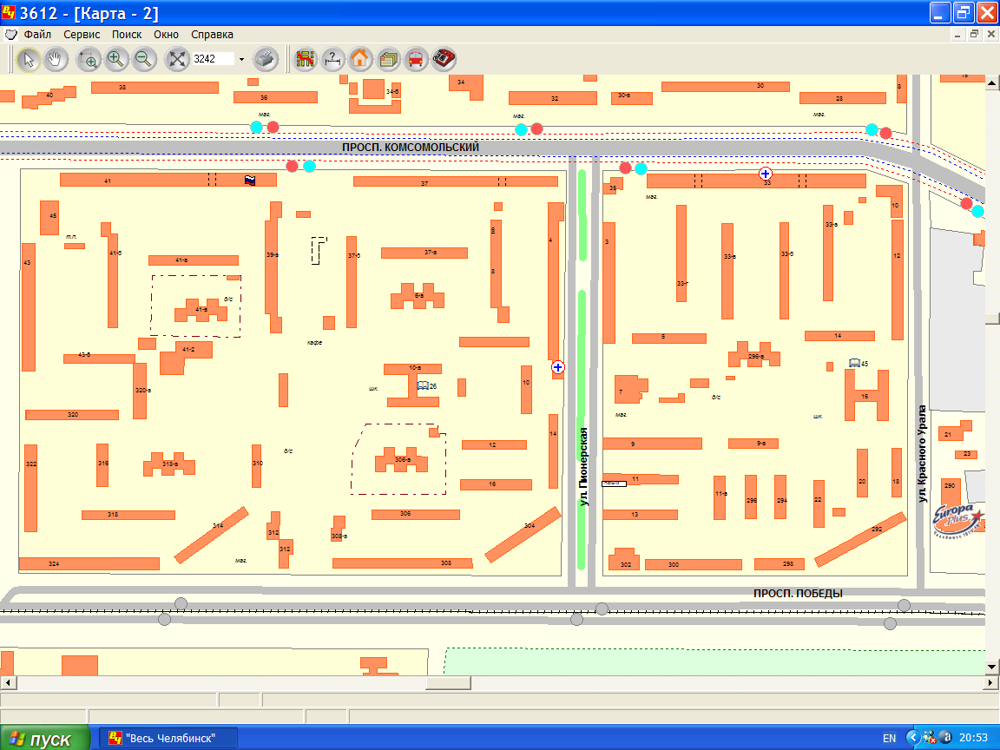 3612 - [Карта - 2]
Файл Сервис Поиск Окно Справка
3242
38 34-б 34 30 8
40 36 32 30-а 28
маг. маг. маг.
ПРОСП. КОМСОМОЛЬСКИЙ
41 37 35 33
маг.
45 6 4 10
т.п. 3 33-а
43 41-б 41-а 39-а 37-б 37-а 33-в 33-б 12
8 33-г
41-в б/с 6-а
кафе 5 14
43-б 41-2 296-а
10-а 45
320-а шк. 26 10 7 16
б/с
320 маг. шк.
14 ул. Пионерская ул. Красного Урала
322 316 318-а 310 б/с 306-а 12 9 9-а 21
23
16 11 20 18
11-а 296 294 22 290
318 306 13
314 312 308-а 304 292
Europa Plus
312
324 маг. 308 302 300 298
ПРОСП. ПОБЕДЫ
пуск "Весь Челябинск" EN 20:53